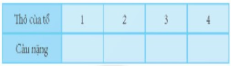 Thỏ của tổ 1 2 3 4
Cân nặng